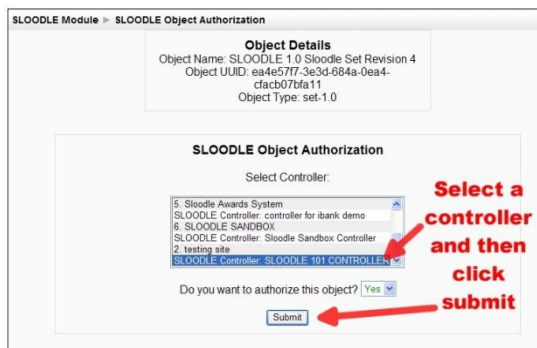 SLOODLE Module ► SLOODLE Object Authorization
Object Details
Object Name: SLOODLE 1.0 Sloodle Set Revision 4
Object UUID: ea4e57f7-3e3d-684a-0ea4-
cfacb07bfa11
Object Type: set-1.0
SLOODLE Object Authorization
Select Controller:
5. Sloodle Awards System
SLOODLE Controller: controller for ibank demo
6. SLOODLE SANDBOX
SLOODLE Controller: Sloodle Sandbox Controller
2. testing site
SLOODLE Controller: SLOODLE 101 CONTROLLER
Do you want to authorize this object? Yes
Submit
Select a
controller
and then
click
submit